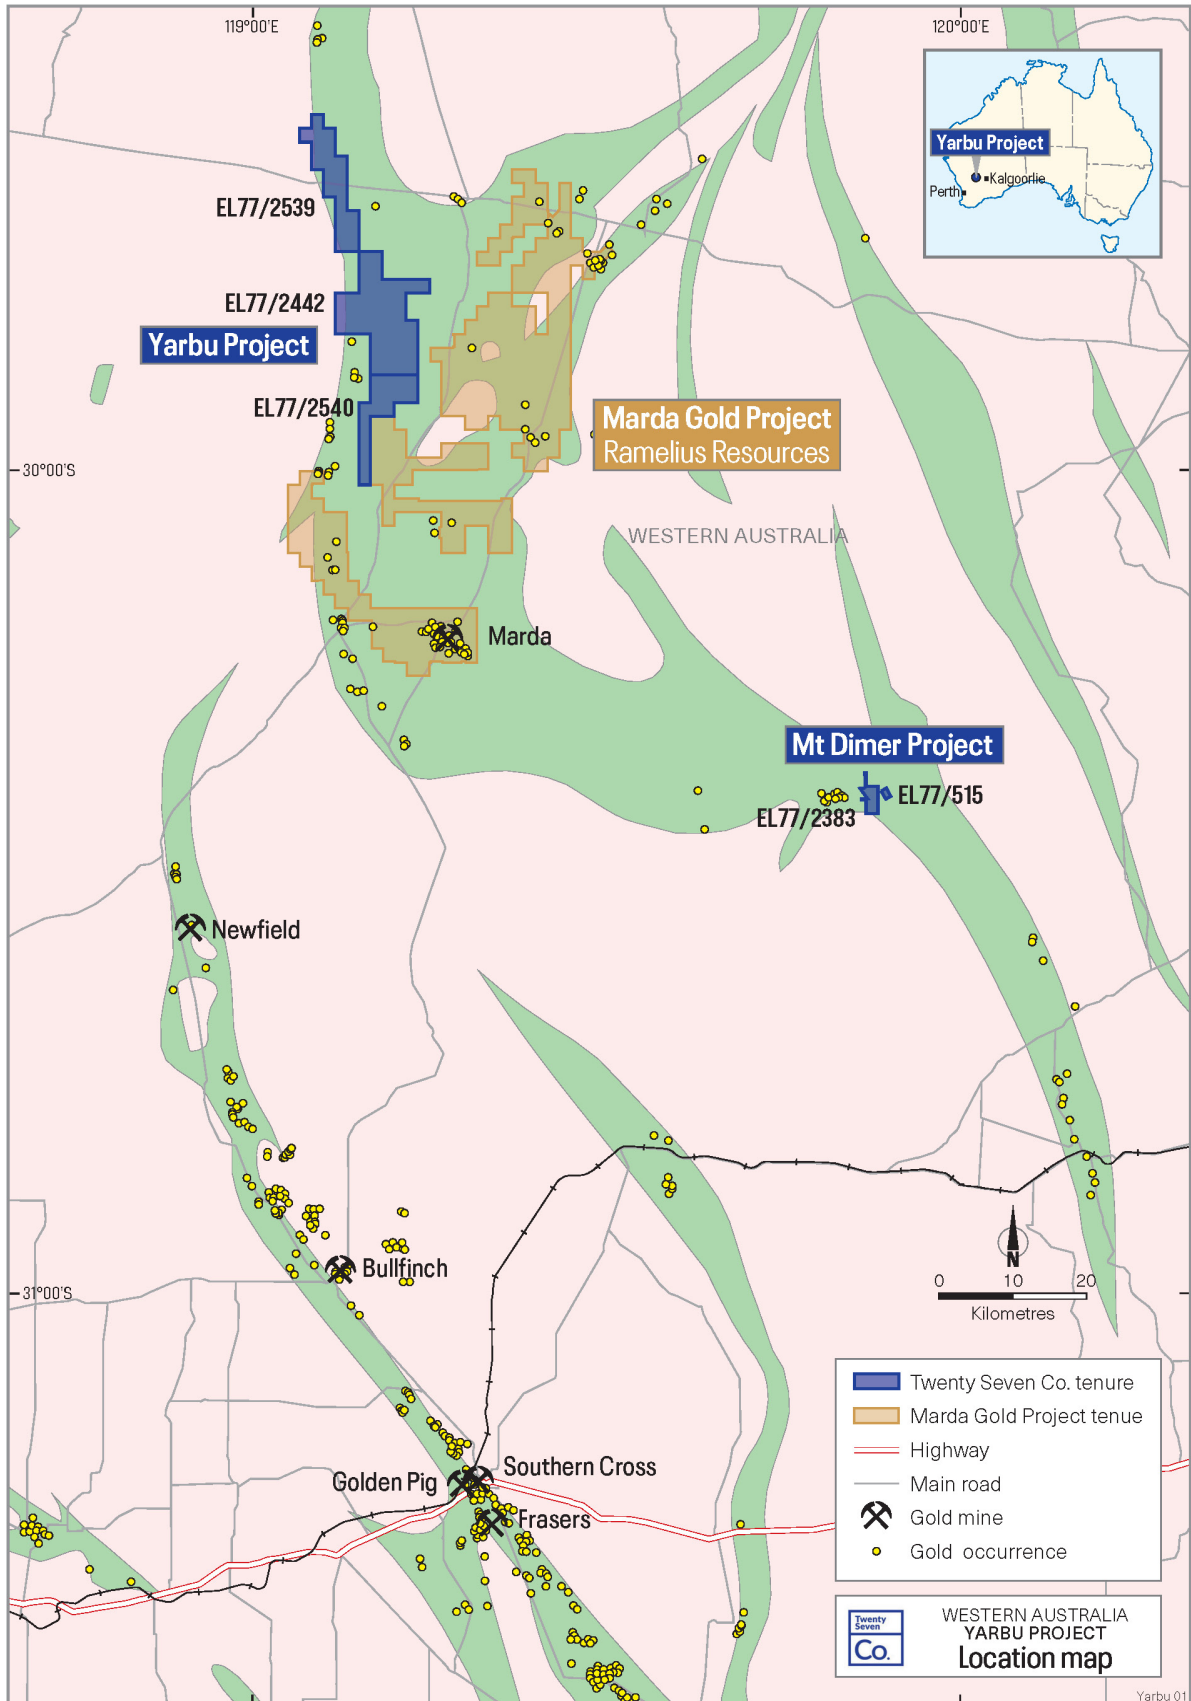 119°00'E
120°00'E
Yarbu Project
Kalgoorlie
Perth
EL77/2539
EL77/2442
Yarbu Project
EL77/2540
Marda Gold Project
Ramelius Resources
30°00'S
WESTERN AUSTRALIA
Marda
Mt Dimer Project
EL77/515
EL77/2383
Newfield
N
0 10 20
Kilometres
Bullfinch
31°00'S
Twenty Seven Co. tenure
Marda Gold Project tenue
Highway
Main road
Gold mine
Gold occurrence
Southern Cross
Golden Pig
Frasers
Twenty
Seven
Co.
WESTERN AUSTRALIA
YARBU PROJECT
Location map
Yarbu 01